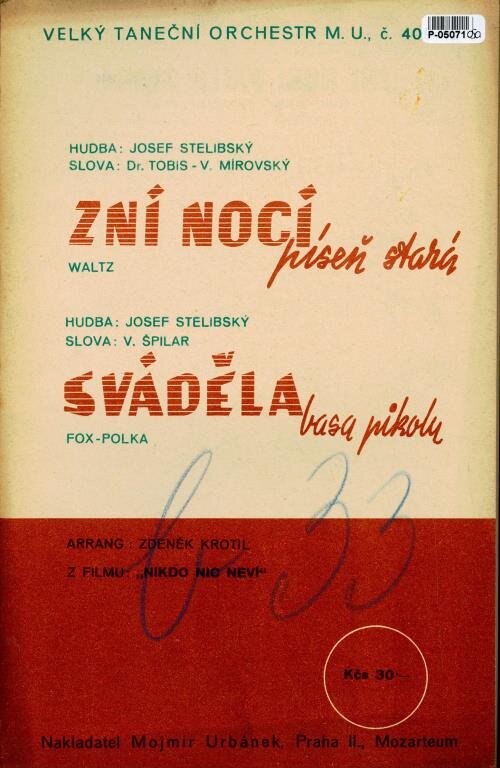 VELKÝ TANEČNÍ ORCHESTR M. U., č. 40
P-05071
HUDBA: JOSEF STELIBSKÝ
SLOVA: Dr. TOBIS - V. MÍROVSKÝ
ZNÍ NOCÍ
píseň stará
WALTZ
HUDBA: JOSEF STELIBSKÝ
SLOVA: V. ŠPILAR
SVÁDĚLA
basa pikolu
FOX-POLKA
33
ARRANG: ZDENĚK KROTIL
Z FILMU: „NIKDO NIC NEVÍ“
Kčs 30·—
Nakladatel Mojmír Urbánek, Praha II., Mozarteum